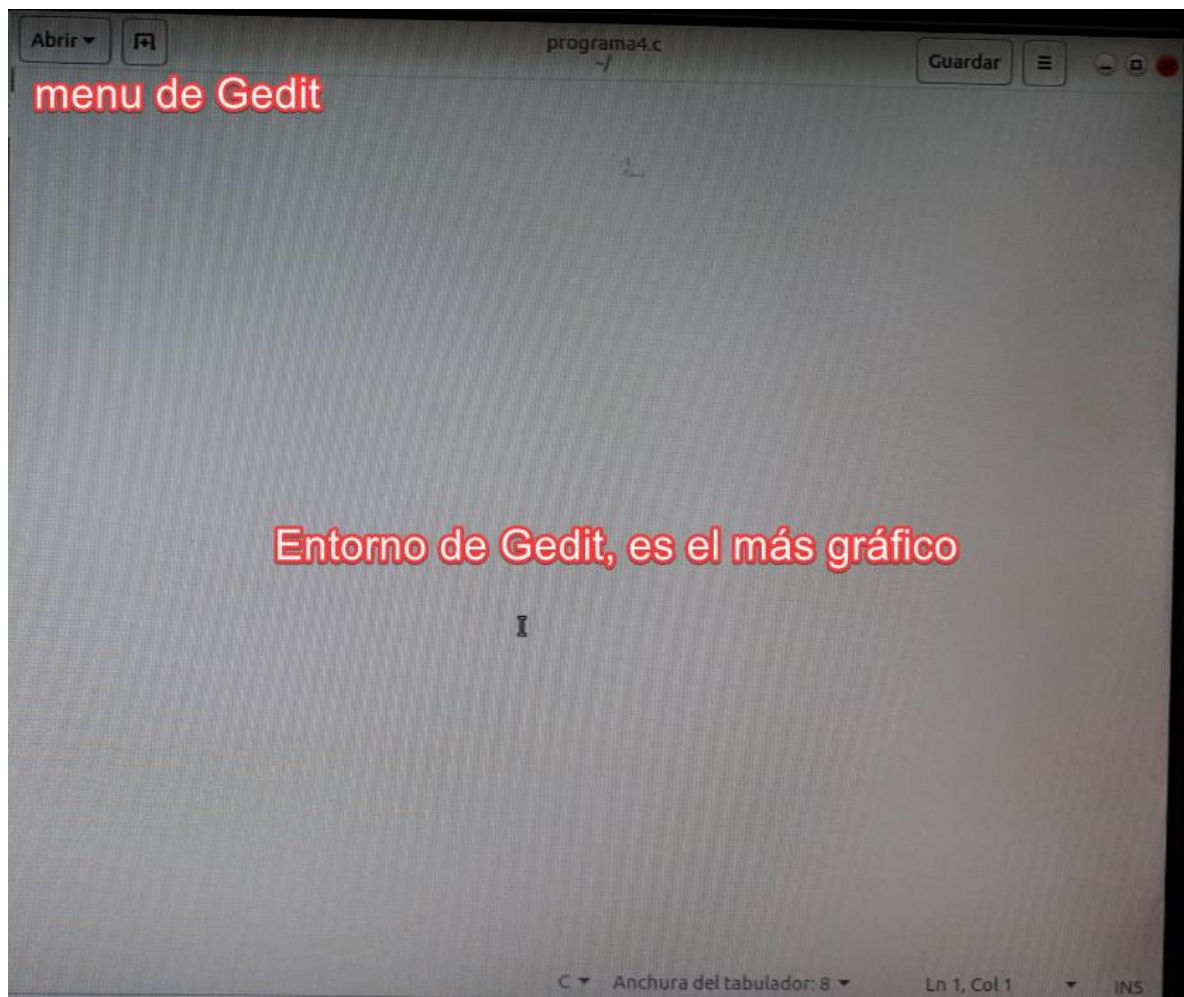 Abrir
programa4.c
~/
Guardar
menu de Gedit
Entorno de Gedit, es el más gráfico
C Anchura del tabulador: 8 Ln 1, Col 1 INS